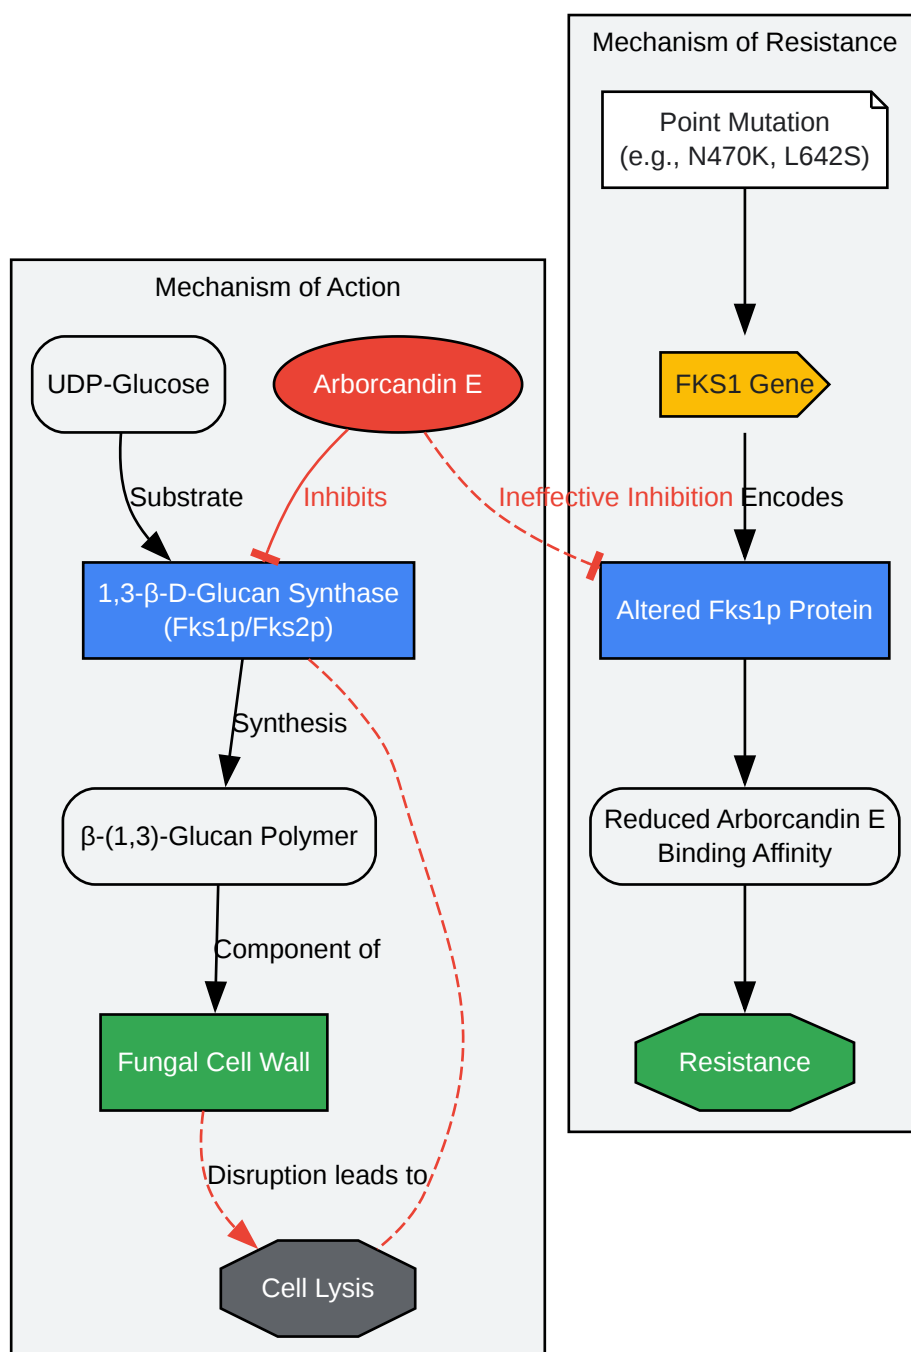 Mechanism of Resistance
Point Mutation
(e.g., N470K, L642S)
Mechanism of Action
UDP-Glucose
Arborcandin E
FKS1 Gene
Substrate
Inhibits
Ineffective Inhibition
Encodes
1,3-β-D-Glucan Synthase
(Fks1p/Fks2p)
Altered Fks1p Protein
Synthesis
β-(1,3)-Glucan Polymer
Reduced Arborcandin E
Binding Affinity
Component of
Fungal Cell Wall
Resistance
Disruption leads to
Cell Lysis